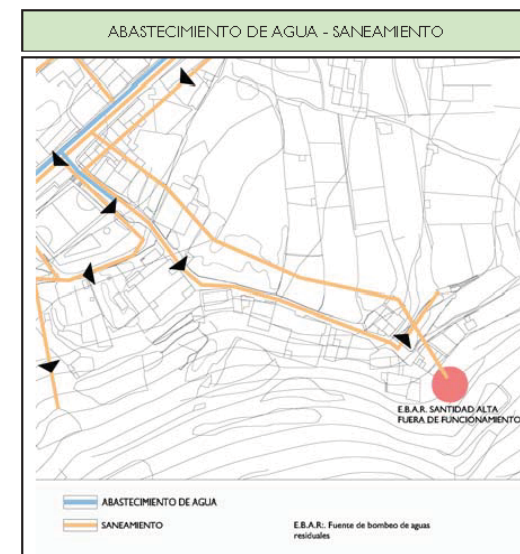 ABASTECIMIENTO DE AGUA - SANEAMIENTO
E.B.A.R. SANTIDAD ALTA
FUERA DE FUNCIONAMIENTO
ABASTECIMIENTO DE AGUA
SANEAMIENTO
E.B.A.R.: Fuente de bombeo de aguas
residuales